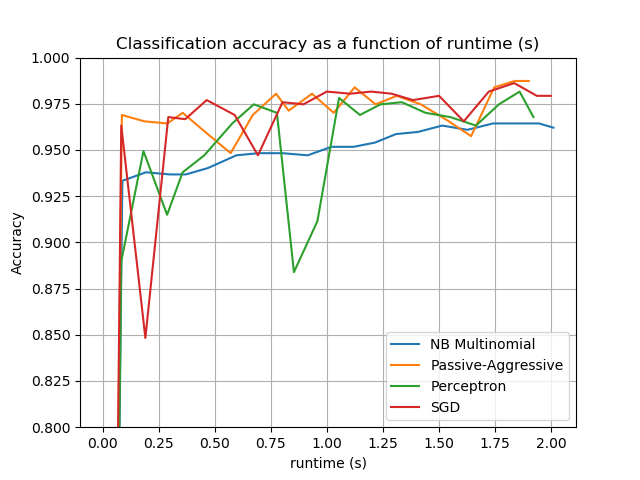 Classification accuracy as a function of runtime (s)
1.000
0.975
0.950
0.925
0.900
0.875
0.850
0.825
0.800
Accuracy
NB Multinomial
Passive-Aggressive
Perceptron
SGD
0.00 0.25 0.50 0.75 1.00 1.25 1.50 1.75 2.00
runtime (s)